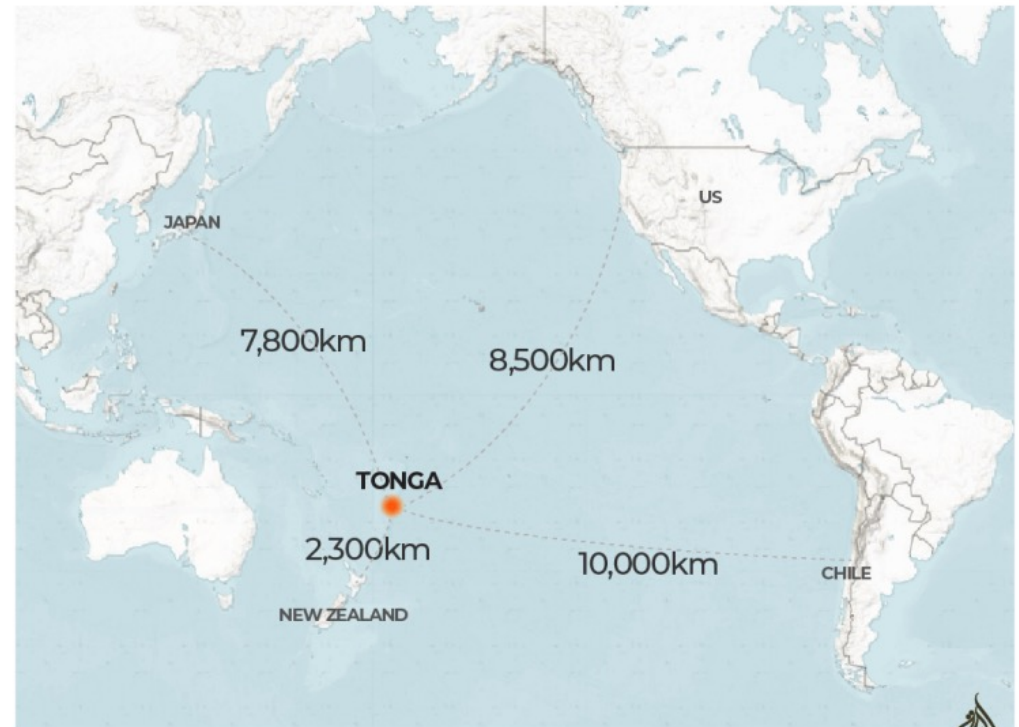 US
JAPAN
7,800km
8,500km
TONGA
2,300km
10,000km
CHILE
NEW ZEALAND